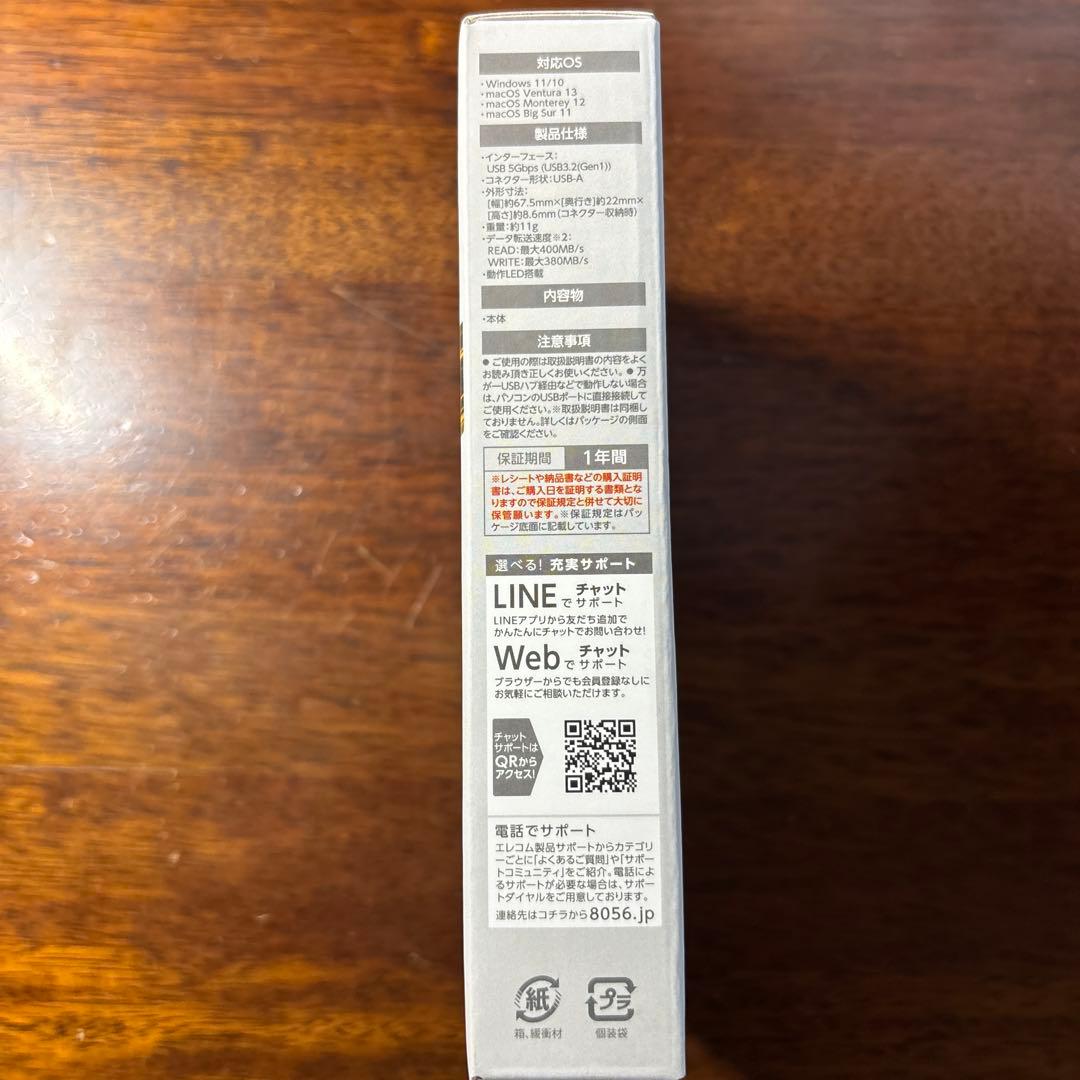 対応OS
・Windows 11/10
・macOS Ventura 13
・macOS Monterey 12
・macOS Big Sur 11
製品仕様
・インターフェース：
USB 5Gbps (USB3.2(Gen1))
・コネクター形状：USB-A
・外形寸法：
[幅]約67.5mm×[奥行き]約22mm×
[高さ]約8.6mm（コネクター収納時）
・重量：約11g
・データ転送速度※2：
READ：最大400MB/s
WRITE：最大380MB/s
・動作LED搭載
内容物
・本体
注意事項
● ご使用の際は取扱説明書の内容をよく
お読み頂き正しくお使いください。● 万
が一USBハブ経由などで動作しない場合
は、パソコンのUSBポートに直接接続して
ご使用ください。※取扱説明書は同梱し
ておりません。詳しくはパッケージの側面
をご確認ください。
保証期間 1年間
※レシートや納品書などの購入証明
書は、ご購入日を証明する書類とな
りますので保証規定と併せて大切に
保管願います。※保証規定はパッ
ケージ底面に記載しています。
選べる！充実サポート
LINEで チャットサポート
LINEアプリから友だち追加で
かんたんにチャットでお問い合わせ！
Webで チャットサポート
ブラウザーからでも会員登録なしに
お気軽にご相談いただけます。
チャット
サポートは
QRから
アクセス！
電話でサポート
エレコム製品サポートからカテゴリ
ーごとに「よくあるご質問」や「サポー
トコミュニティ」をご紹介。電話によ
るサポートが必要な場合は、サポー
トダイヤルをご用意しております。
連絡先はコチラから8056.jp
紙 プラ
箱、緩衝材 個装袋